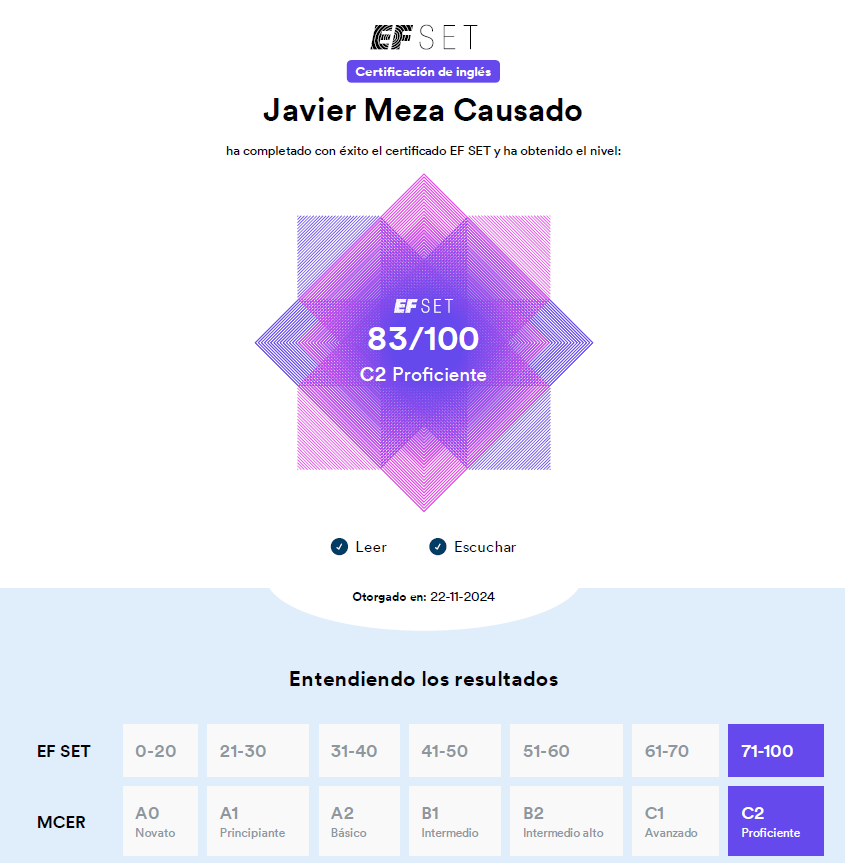 EF SET
Certificación de inglés
Javier Meza Causado
ha completado con éxito el certificado EF SET y ha obtenido el nivel:
EF SET
83/100
C2 Proficiente
Leer Escuchar
Otorgado en: 22-11-2024
Entendiendo los resultados
EF SET 0-20 21-30 31-40 41-50 51-60 61-70 71-100
MCER A0 A1 A2 B1 B2 C1 C2
Novato Principiante Básico Intermedio Intermedio alto Avanzado Proficiente